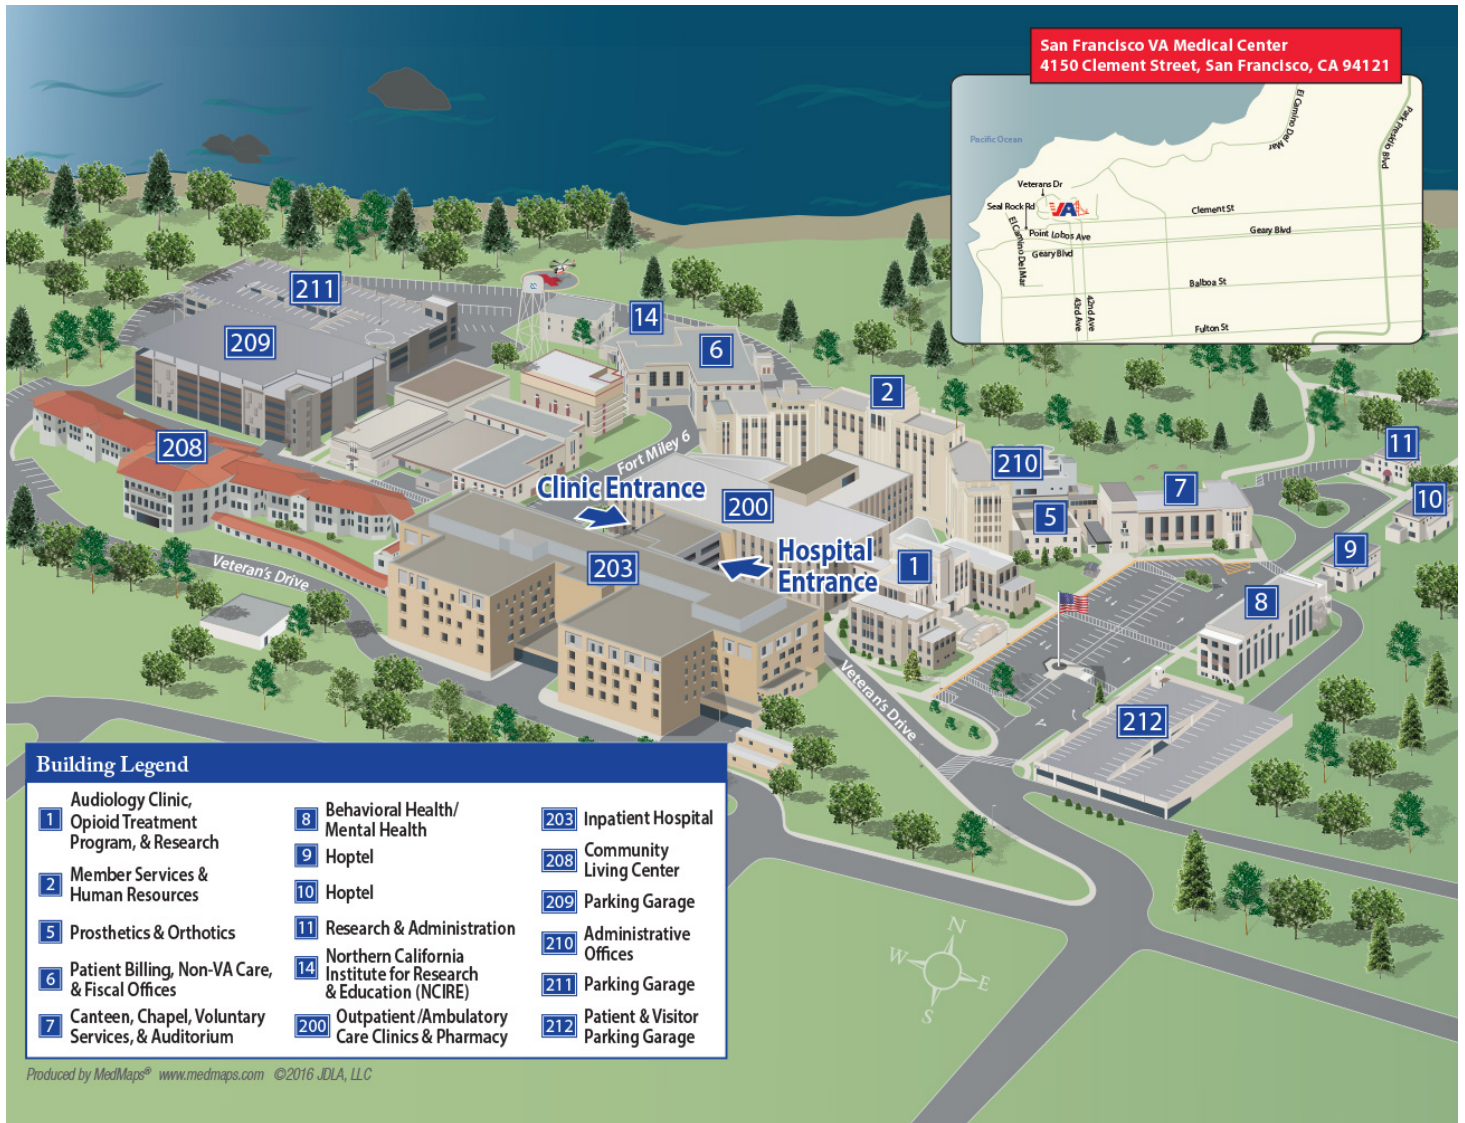 San Francisco VA Medical Center
4150 Clement Street, San Francisco, CA 94121
Pacific Ocean
El Camino Del Mar
Park Presidio Blvd
Veterans Dr
Seal Rock Rd
VA
Clement St
El Camino Del Mar
Point Lobos Ave
Geary Blvd
Geary Blvd
Balboa St
43rd Ave
42nd Ave
Fulton St
211
14
209
6
2
208
Fort Miley 6
210
11
7
10
Clinic Entrance
200
5
Hospital
Entrance
203
1
9
8
Veteran's Drive
Veteran's Drive
212
Building Legend
1 Audiology Clinic,
Opioid Treatment
Program, & Research
2 Member Services &
Human Resources
5 Prosthetics & Orthotics
6 Patient Billing, Non-VA Care,
& Fiscal Offices
7 Canteen, Chapel, Voluntary
Services, & Auditorium
8 Behavioral Health/
Mental Health
9 Hoptel
10 Hoptel
11 Research & Administration
14 Northern California
Institute for Research
& Education (NCIRE)
200 Outpatient/Ambulatory
Care Clinics & Pharmacy
203 Inpatient Hospital
208 Community
Living Center
209 Parking Garage
210 Administrative
Offices
211 Parking Garage
212 Patient & Visitor
Parking Garage
N
W
E
S
Produced by MedMaps® www.medmaps.com ©2016 JDLA, LLC